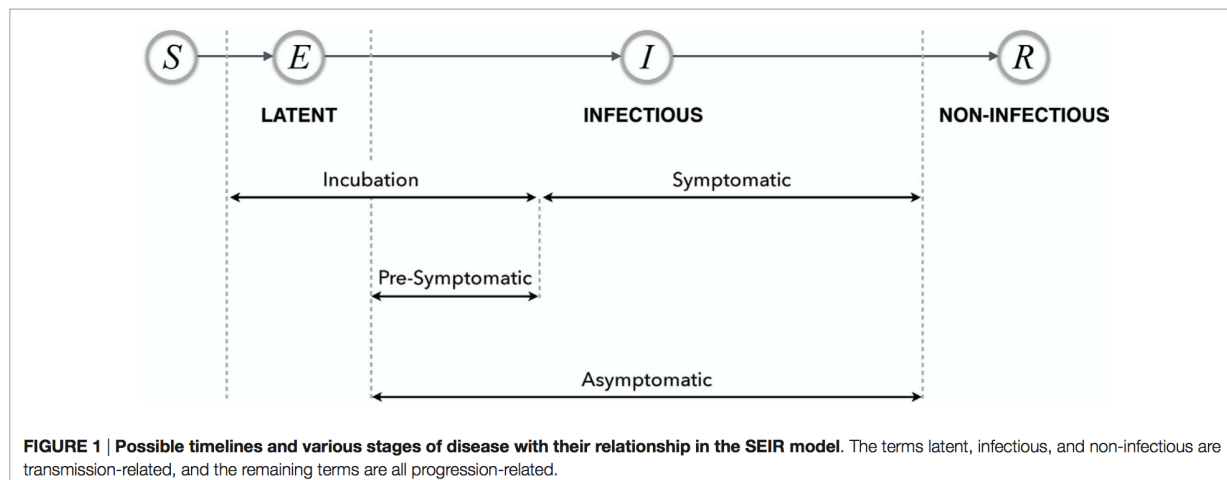 S E I R
LATENT INFECTIOUS NON-INFECTIOUS
Incubation Symptomatic
Pre-Symptomatic
Asymptomatic
FIGURE 1 | Possible timelines and various stages of disease with their relationship in the SEIR model. The terms latent, infectious, and non-infectious are
transmission-related, and the remaining terms are all progression-related.